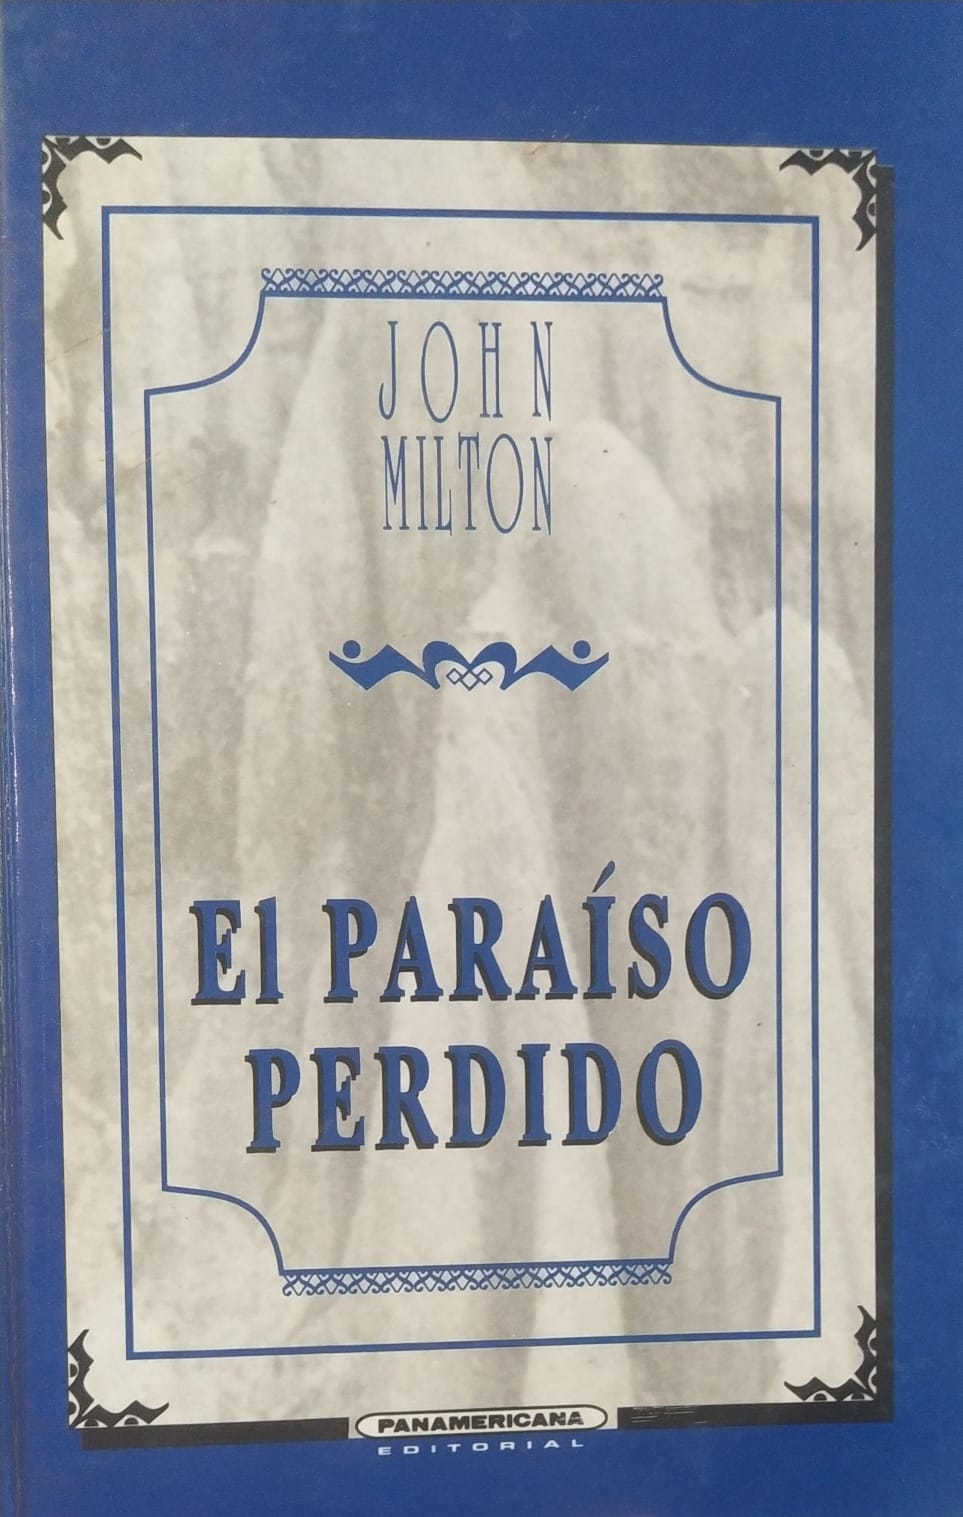 JOHN
MILTON
El PARAÍSO
PERDIDO
PANAMERICANA
EDITORIAL